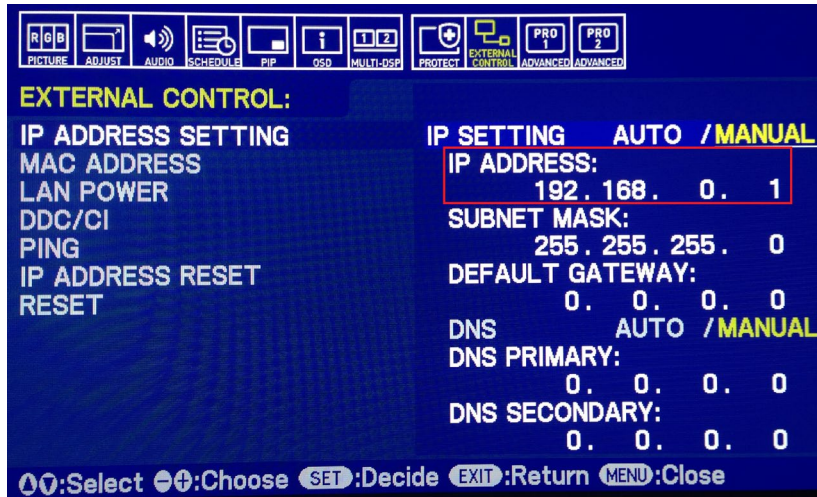 RGB
PICTURE
ADJUST
AUDIO
SCHEDULE
PIP
i
OSD
1 2
MULTI-DSP
PROTECT
EXTERNAL
CONTROL
PRO
1
ADVANCED
PRO
2
ADVANCED
EXTERNAL CONTROL:
IP ADDRESS SETTING
MAC ADDRESS
LAN POWER
DDC/CI
PING
IP ADDRESS RESET
RESET
IP SETTING AUTO /MANUAL
IP ADDRESS:
192. 168. 0. 1
SUBNET MASK:
255. 255. 255. 0
DEFAULT GATEWAY:
0. 0. 0. 0
DNS AUTO /MANUAL
DNS PRIMARY:
0. 0. 0. 0
DNS SECONDARY:
0. 0. 0. 0
:Select :Choose SET:Decide EXIT:Return MENU:Close